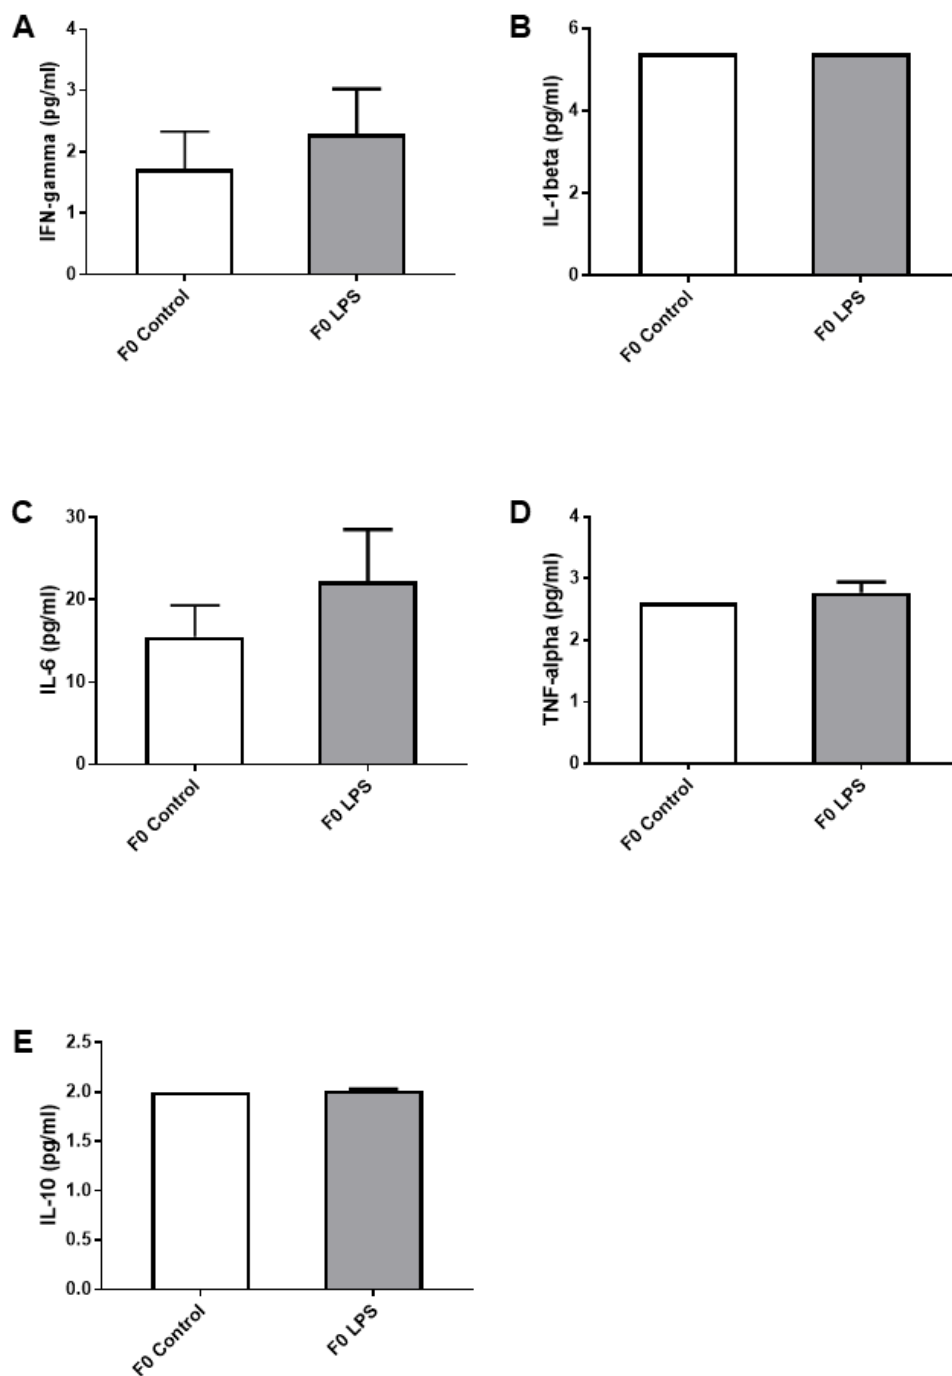 A
IFN-gamma (pg/ml)
4
3
2
1
0
F0 Control
F0 LPS
B
IL-1beta (pg/ml)
6
4
2
0
F0 Control
F0 LPS
C
IL-6 (pg/ml)
30
20
10
0
F0 Control
F0 LPS
D
TNF-alpha (pg/ml)
4
3
2
1
0
F0 Control
F0 LPS
E
IL-10 (pg/ml)
2.5
2.0
1.5
1.0
0.5
0.0
F0 Control
F0 LPS